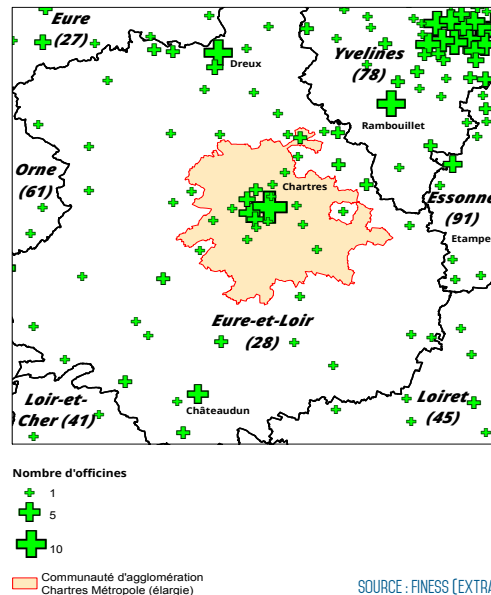 Eure
(27)
Yvelines
(78)
Dreux
Rambouillet
Orne
(61)
Chartres
Essonne
(91)
Etampe
Eure-et-Loir
(28)
Loir-et-
Cher (41)
Châteaudun
Loiret
(45)
Nombre d'officines
1
5
10
Communauté d'agglomération
Chartres Métropole (élargie)
SOURCE : FINESS (EXTRA